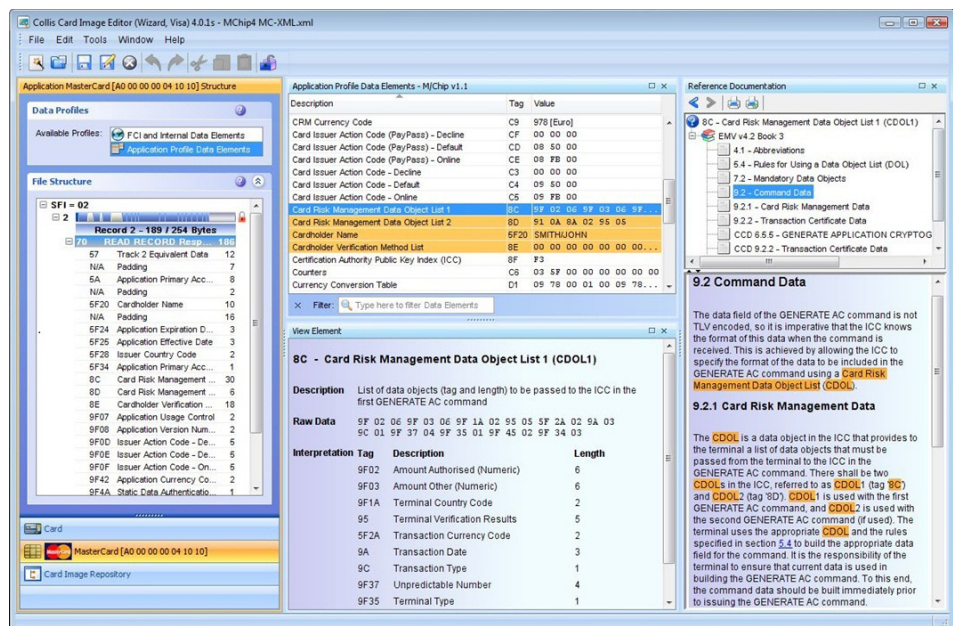 Collis Card Image Editor (Wizard, Visa) 4.0.1s - MChip4 MC-XML.xml
File Edit Tools Window Help
Application MasterCard [A0 00 00 00 04 10 10] Structure
Data Profiles
Available Profiles:
FCI and Internal Data Elements
Application Profile Data Elements
File Structure
SFI = 02
2
Record 2 - 189 / 254 Bytes
70 READ RECORD Resp... 186
57 Track 2 Equivalent Data 12
N/A Padding 7
5A Application Primary Acc... 8
N/A Padding 2
5F20 Cardholder Name 10
N/A Padding 16
5F24 Application Expiration D... 3
5F25 Application Effective Date 3
5F28 Issuer Country Code 2
5F34 Application Primary Acc... 1
8C Card Risk Management ... 30
8D Card Risk Management ... 6
8E Cardholder Verification ... 18
9F07 Application Usage Control 2
9F08 Application Version Num... 2
9F0D Issuer Action Code - De... 5
9F0E Issuer Action Code - De... 5
9F0F Issuer Action Code - On... 5
9F42 Application Currency Co... 2
9F4A Static Data Authenticatio... 1
Card
MasterCard
MasterCard [A0 00 00 00 04 10 10]
Card Image Repository
Application Profile Data Elements - M/Chip v1.1
Description Tag Value
CRM Currency Code C9 978 [Euro]
Card Issuer Action Code (PayPass) - Decline CF 00 00 00
Card Issuer Action Code (PayPass) - Default CD 08 50 00
Card Issuer Action Code (PayPass) - Online CE 08 FB 00
Card Issuer Action Code - Decline C3 00 00 00
Card Issuer Action Code - Default C4 09 50 00
Card Issuer Action Code - Online C5 09 FB 00
Card Risk Management Data Object List 1 8C 9F 02 06 9F 03 06 9F...
Card Risk Management Data Object List 2 8D 91 0A 8A 02 95 05
Cardholder Name 5F20 SMITH/JOHN
Cardholder Verification Method List 8E 00 00 00 00 00 00 00...
Certification Authority Public Key Index (ICC) 8F F3
Counters C6 03 5F 00 00 00 00 00 00 00
Currency Conversion Table D1 09 78 00 01 00 09 78...
Filter: Type here to filter Data Elements
View Element
8C - Card Risk Management Data Object List 1 (CDOL1)
Description List of data objects (tag and length) to be passed to the ICC in the
first GENERATE AC command
Raw Data 9F 02 06 9F 03 06 9F 1A 02 95 05 5F 2A 02 9A 03
9C 01 9F 37 04 9F 35 01 9F 45 02 9F 34 03
Interpretation Tag Description Length
9F02 Amount Authorised (Numeric) 6
9F03 Amount Other (Numeric) 6
9F1A Terminal Country Code 2
95 Terminal Verification Results 5
5F2A Transaction Currency Code 2
9A Transaction Date 3
9C Transaction Type 1
9F37 Unpredictable Number 4
9F35 Terminal Type 1
Reference Documentation
8C - Card Risk Management Data Object List 1 (CDOL1)
EMV v4.2 Book 3
4.1 - Abbreviations
5.4 - Rules for Using a Data Object List (DOL)
7.2 - Mandatory Data Objects
9.2 - Command Data
9.2.1 - Card Risk Management Data
9.2.2 - Transaction Certificate Data
CCD 6.5.5 - GENERATE APPLICATION CRYPTOG
CCD 9.2.2 - Transaction Certificate Data
9.2 Command Data
The data field of the GENERATE AC command is not
TLV encoded, so it is imperative that the ICC knows
the format of this data when the command is
received. This is achieved by allowing the ICC to
specify the format of the data to be included in the
GENERATE AC command using a Card Risk
Management Data Object List (CDOL).
9.2.1 Card Risk Management Data
The CDOL is a data object in the ICC that provides to
the terminal a list of data objects that must be
passed from the terminal to the ICC in the
GENERATE AC command. There shall be two
CDOLs in the ICC, referred to as CDOL1 (tag '8C')
and CDOL2 (tag '8D'). CDOL1 is used with the first
GENERATE AC command, and CDOL2 is used with
the second GENERATE AC command (if used). The
terminal uses the appropriate CDOL and the rules
specified in section 5.4 to build the appropriate data
field for the command. It is the responsibility of the
terminal to ensure that current data is used in
building the GENERATE AC command. To this end,
the command data should be built immediately prior
to issuing the GENERATE AC command.